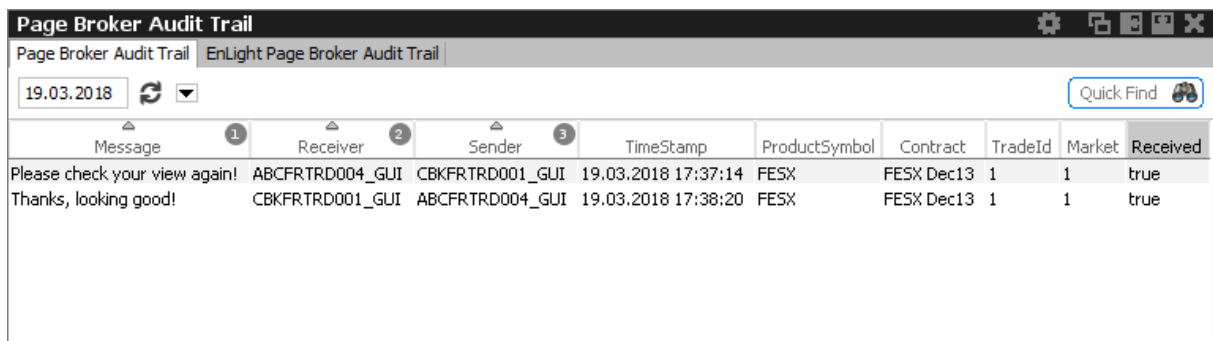 Page Broker Audit Trail
Page Broker Audit Trail EnLight Page Broker Audit Trail
19.03.2018 Quick Find
Message 1 Receiver 2 Sender 3 TimeStamp ProductSymbol Contract TradeId Market Received
Please check your view again! ABCFRTRD004_GUI CBKFRTRD001_GUI 19.03.2018 17:37:14 FESX FESX Dec13 1 1 true
Thanks, looking good! CBKFRTRD001_GUI ABCFRTRD004_GUI 19.03.2018 17:38:20 FESX FESX Dec13 1 1 true